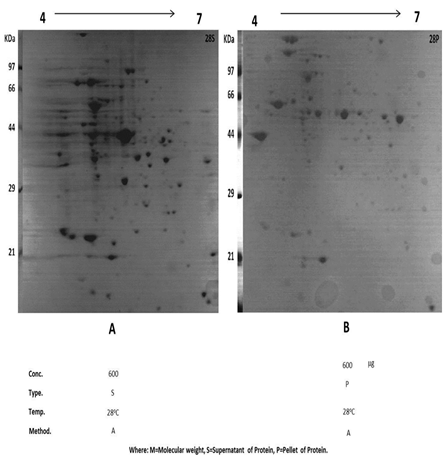 4 7
KDa 28S
97
66
44
29
21
A
4 7
KDa 28P
97
66
44
29
21
B
Conc. 600 600 µg
Type. S P
Temp. 28ºC 28ºC
Method. A A
Where: M=Molecular weight, S=Supernatant of Protein, P=Pellet of Protein.